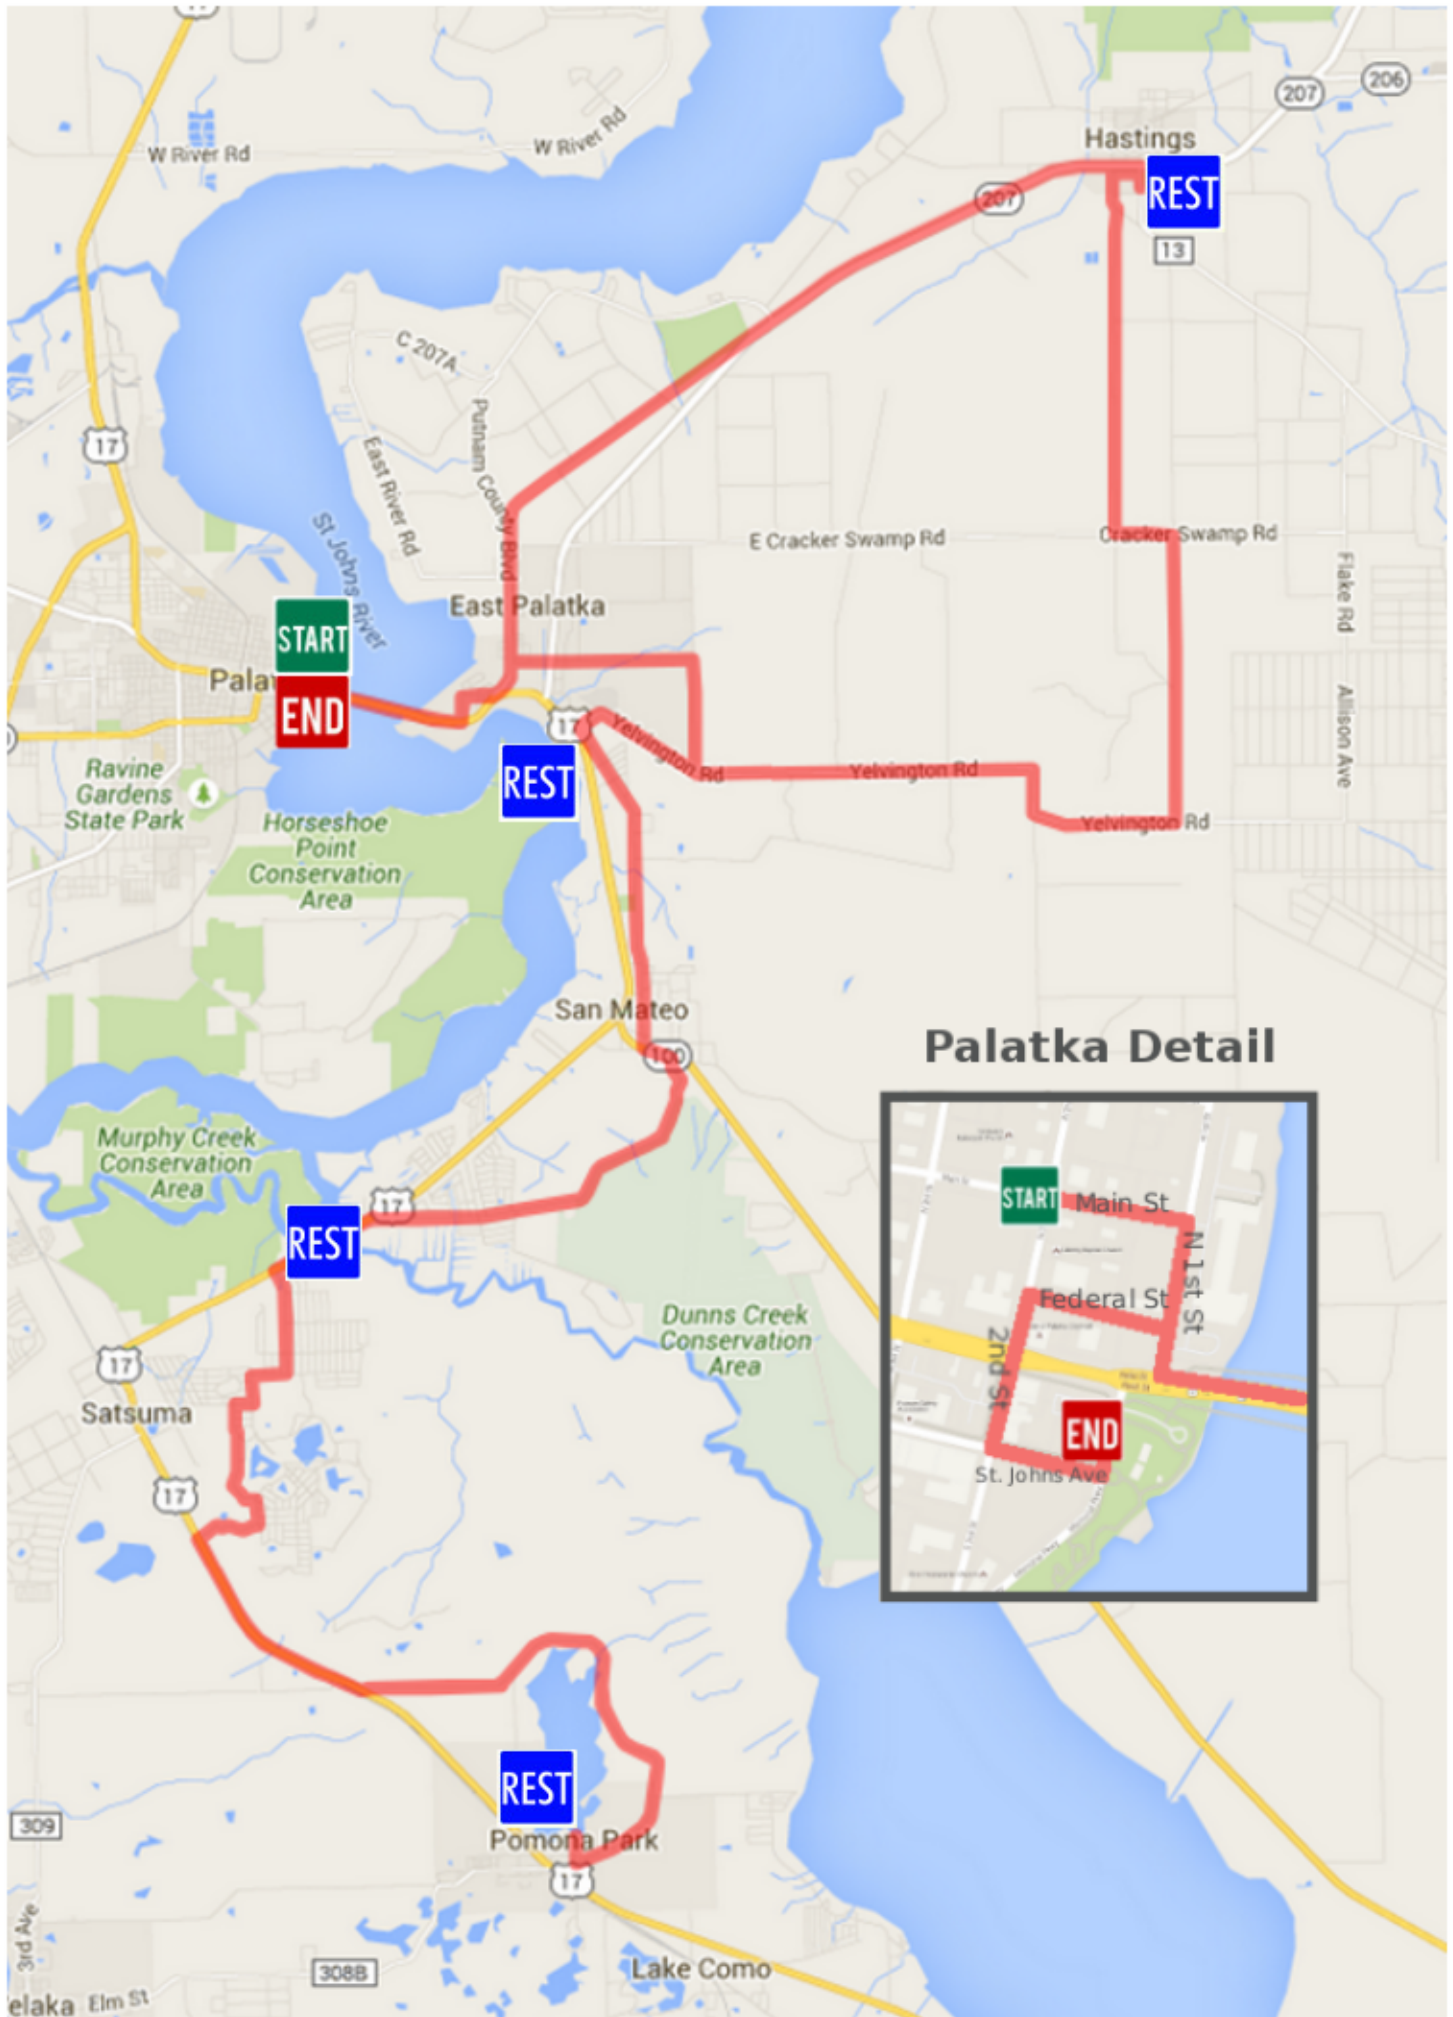 17
206
207
Hastings
W River Rd
W River Rd
REST
207
13
C 207A
Putnam County Blvd
East River Rd
17
St Johns River
E Cracker Swamp Rd
Cracker Swamp Rd
Flake Rd
East Palatka
START
Palat
END
Allison Ave
17
Yelvington Rd
Yelvington Rd
REST
Ravine
Gardens
State Park
Horseshoe
Point
Conservation
Area
Yelvington Rd
San Mateo
100
Palatka Detail
Murphy Creek
Conservation
Area
START
Main St
17
REST
N 1st St
Federal St
2nd St
Dunns Creek
Conservation
Area
17
Satsuma
END
St. Johns Ave
17
REST
309
Pomona Park
17
3rd Ave
308B
Lake Como
elaka
Elm St